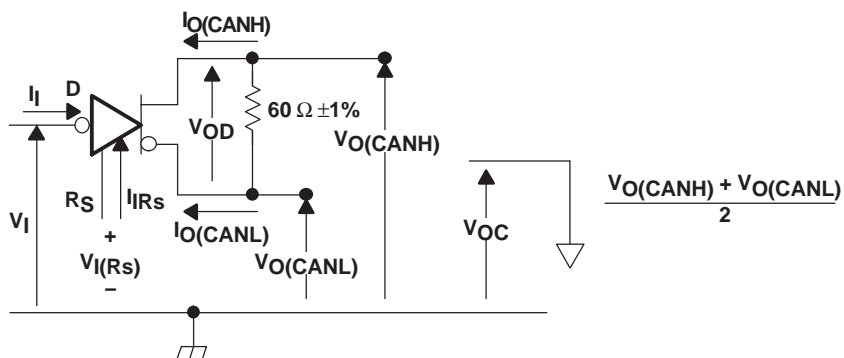 IO(CANH)
II
D
VOD
60 Ω ±1%
VO(CANH)
RS
IIRs
IO(CANL)
VI
+
VI(Rs)
–
VO(CANL)
VOC
VO(CANH) + VO(CANL)
2